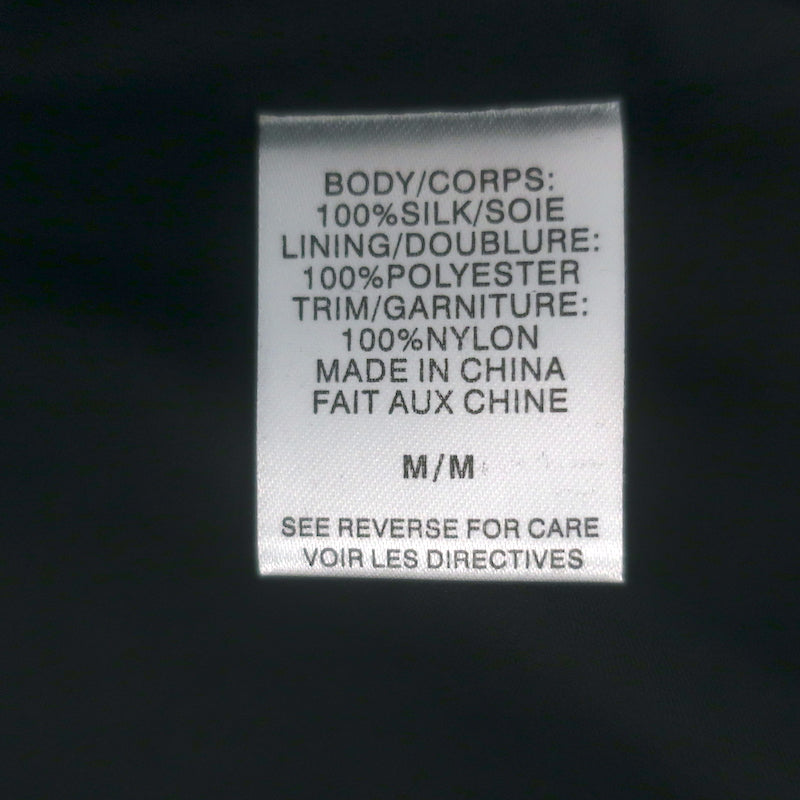 BODY/CORPS:
100%SILK/SOIE
LINING/DOUBLURE:
100%POLYESTER
TRIM/GARNITURE:
100%NYLON
MADE IN CHINA
FAIT AUX CHINE
M/M
SEE REVERSE FOR CARE
VOIR LES DIRECTIVES